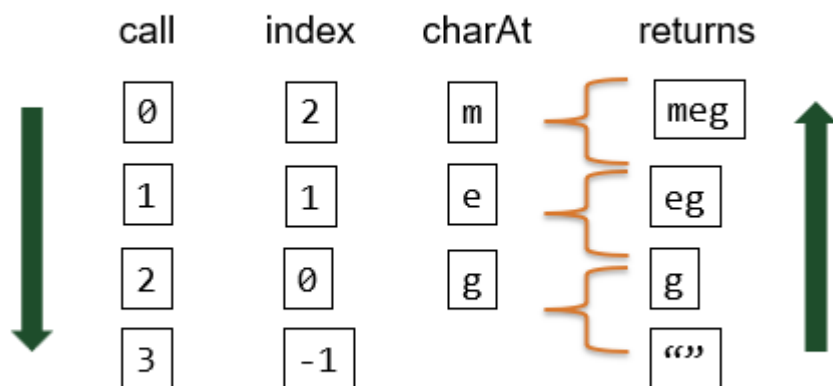 call index charAt returns
0 2 m meg
1 1 e eg
2 0 g g
3 -1 “”